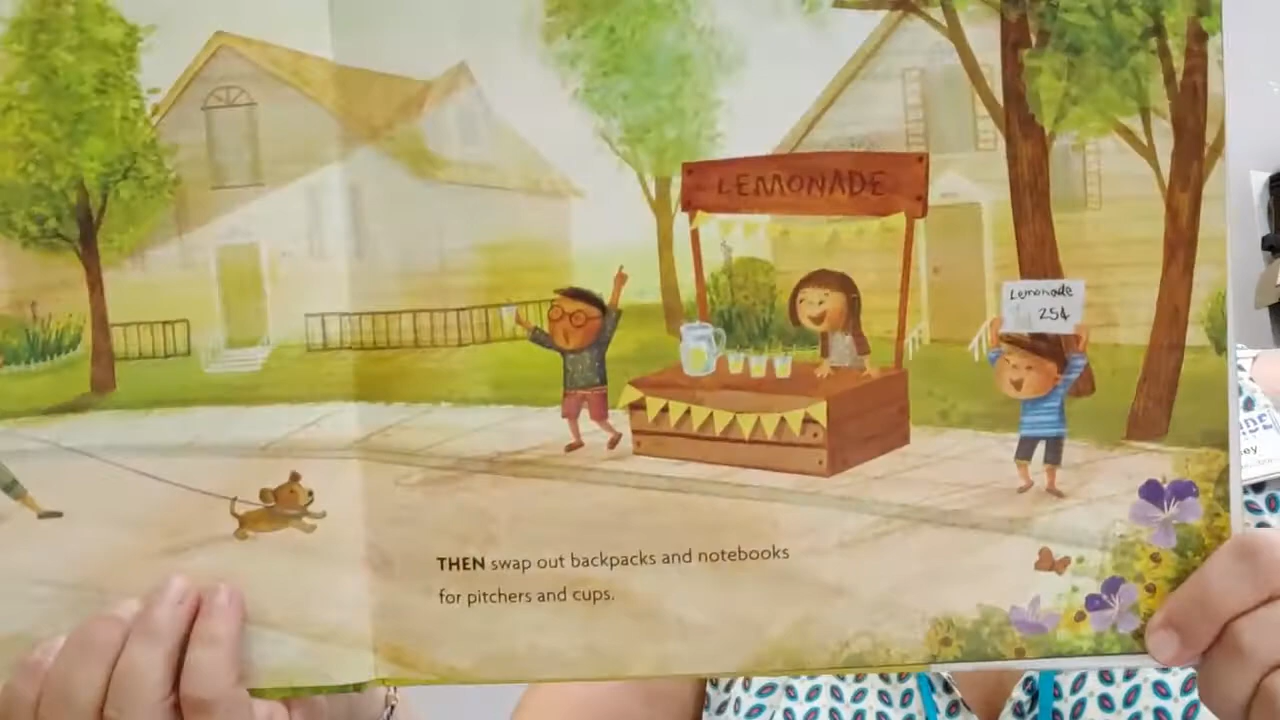 LEMONADE
Lemonade
25¢
THEN swap out backpacks and notebooks
for pitchers and cups.